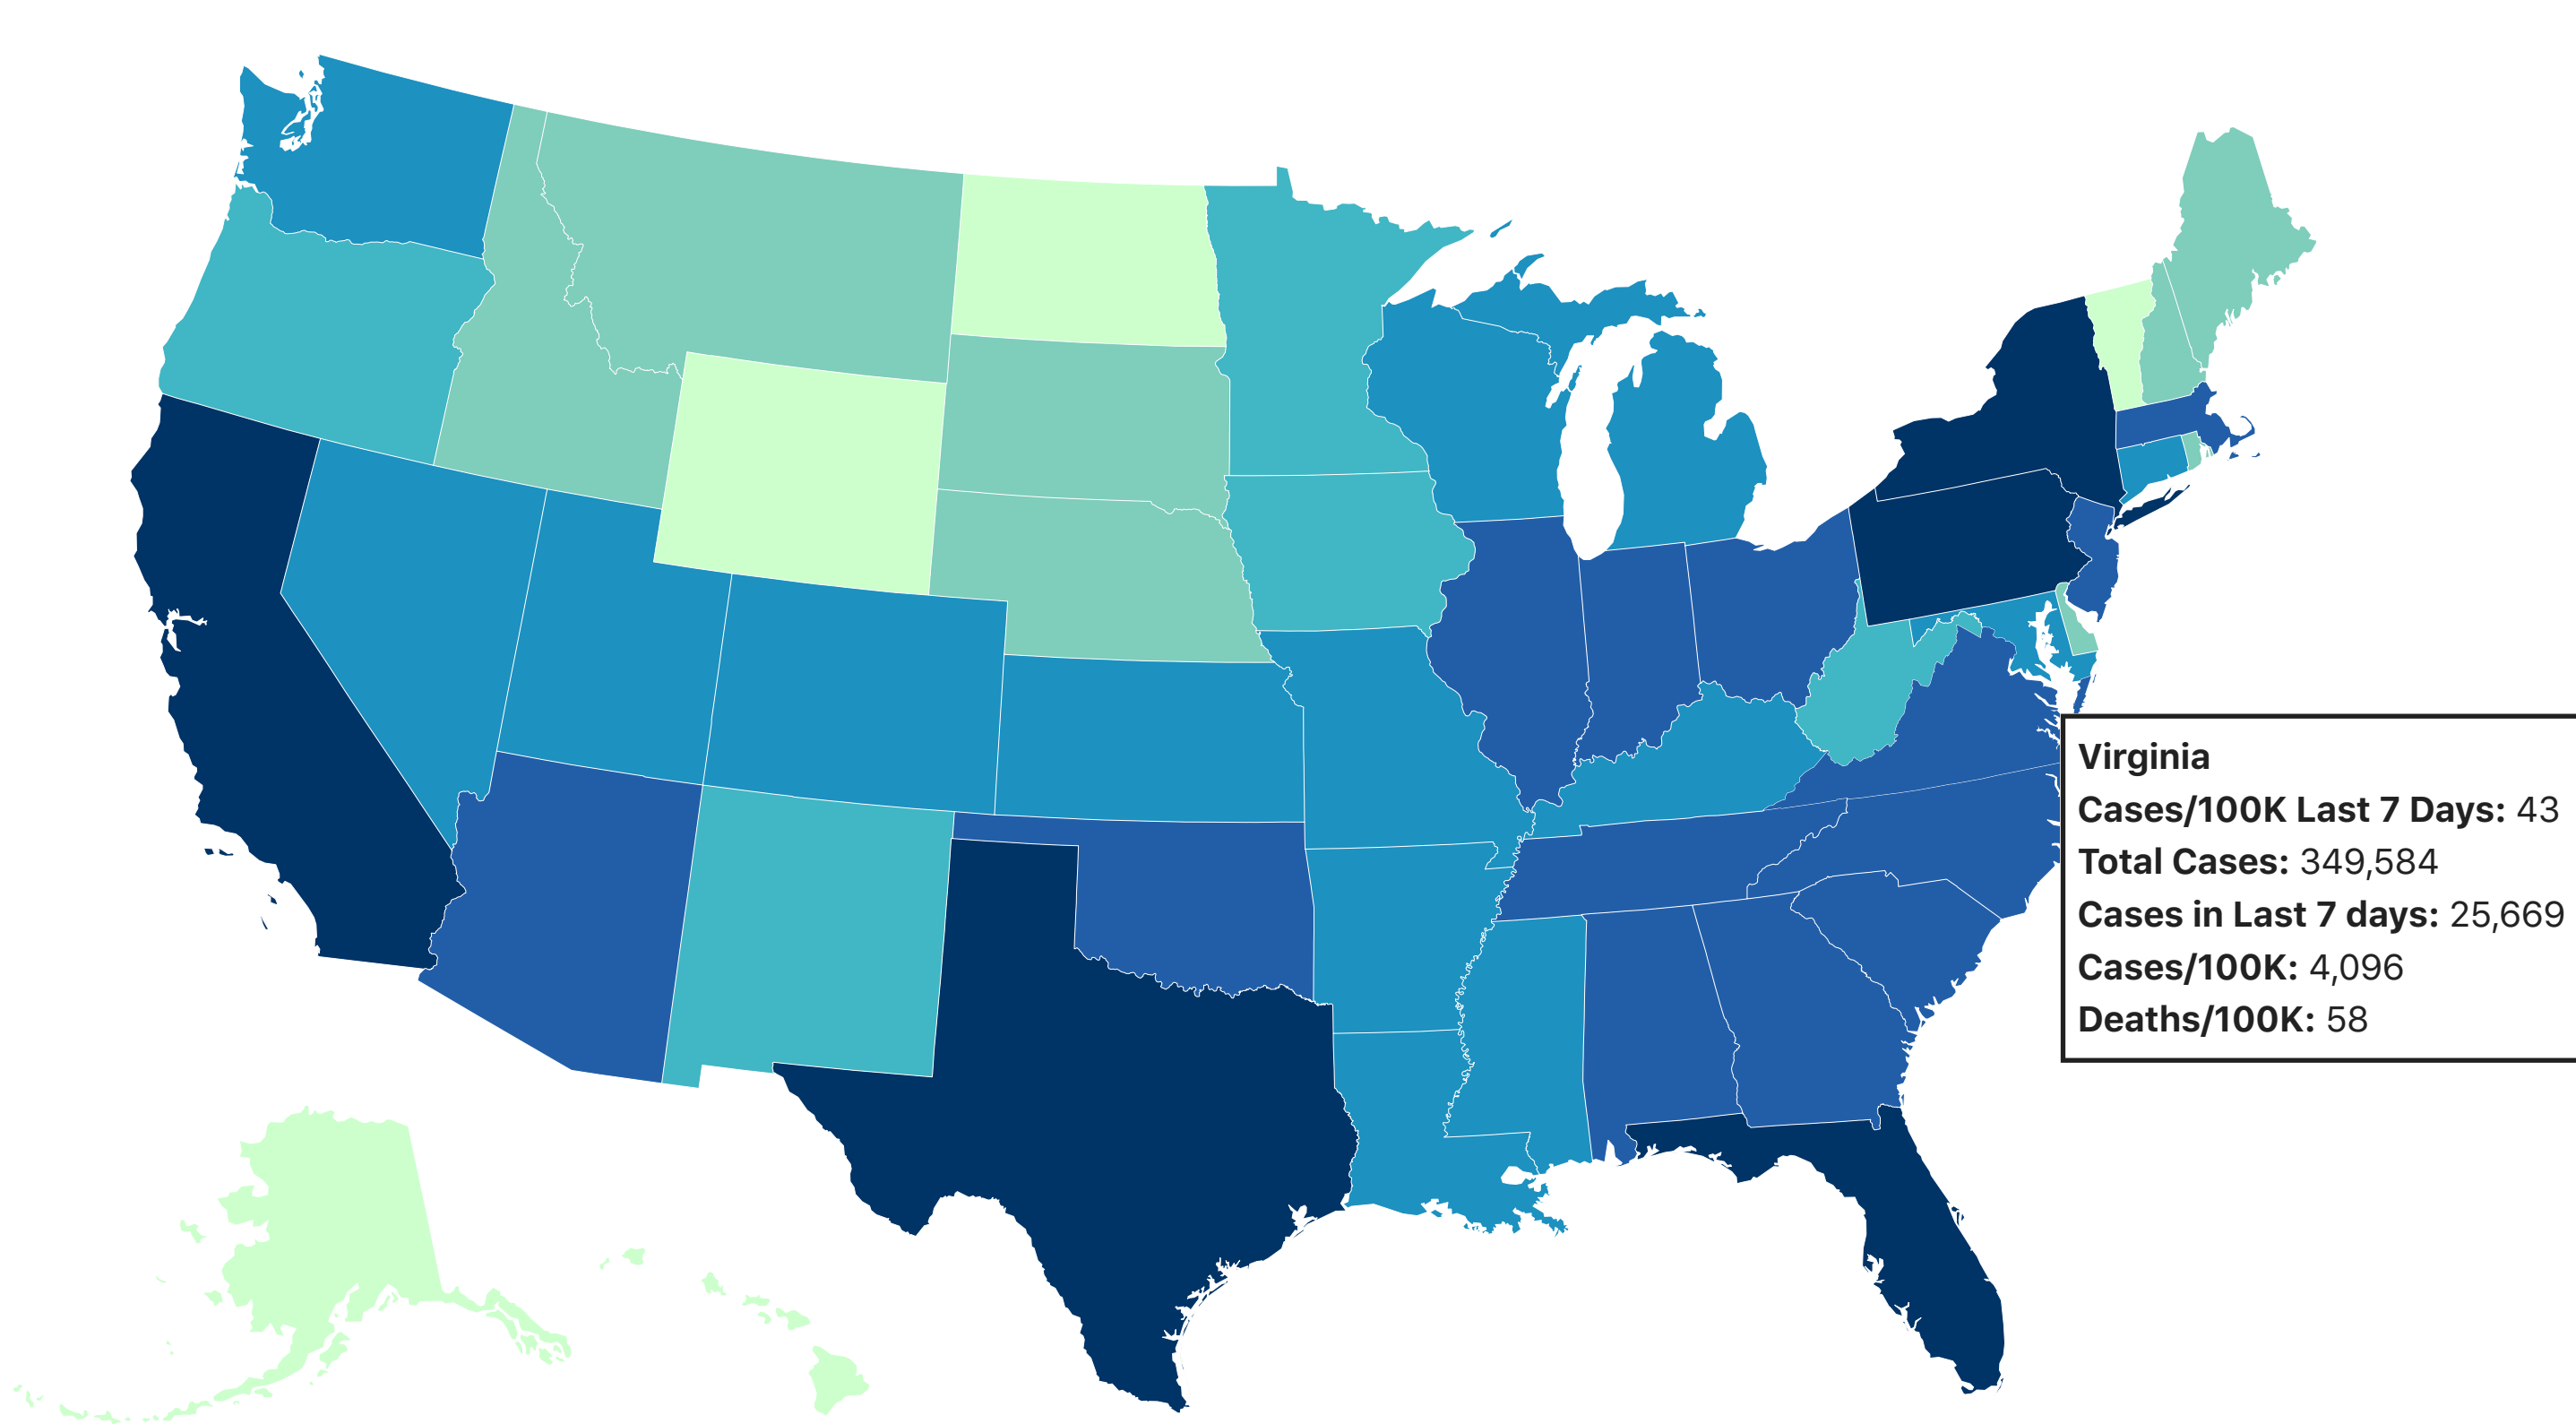 Virginia
Cases/100K Last 7 Days: 43
Total Cases: 349,584
Cases in Last 7 days: 25,669
Cases/100K: 4,096
Deaths/100K: 58